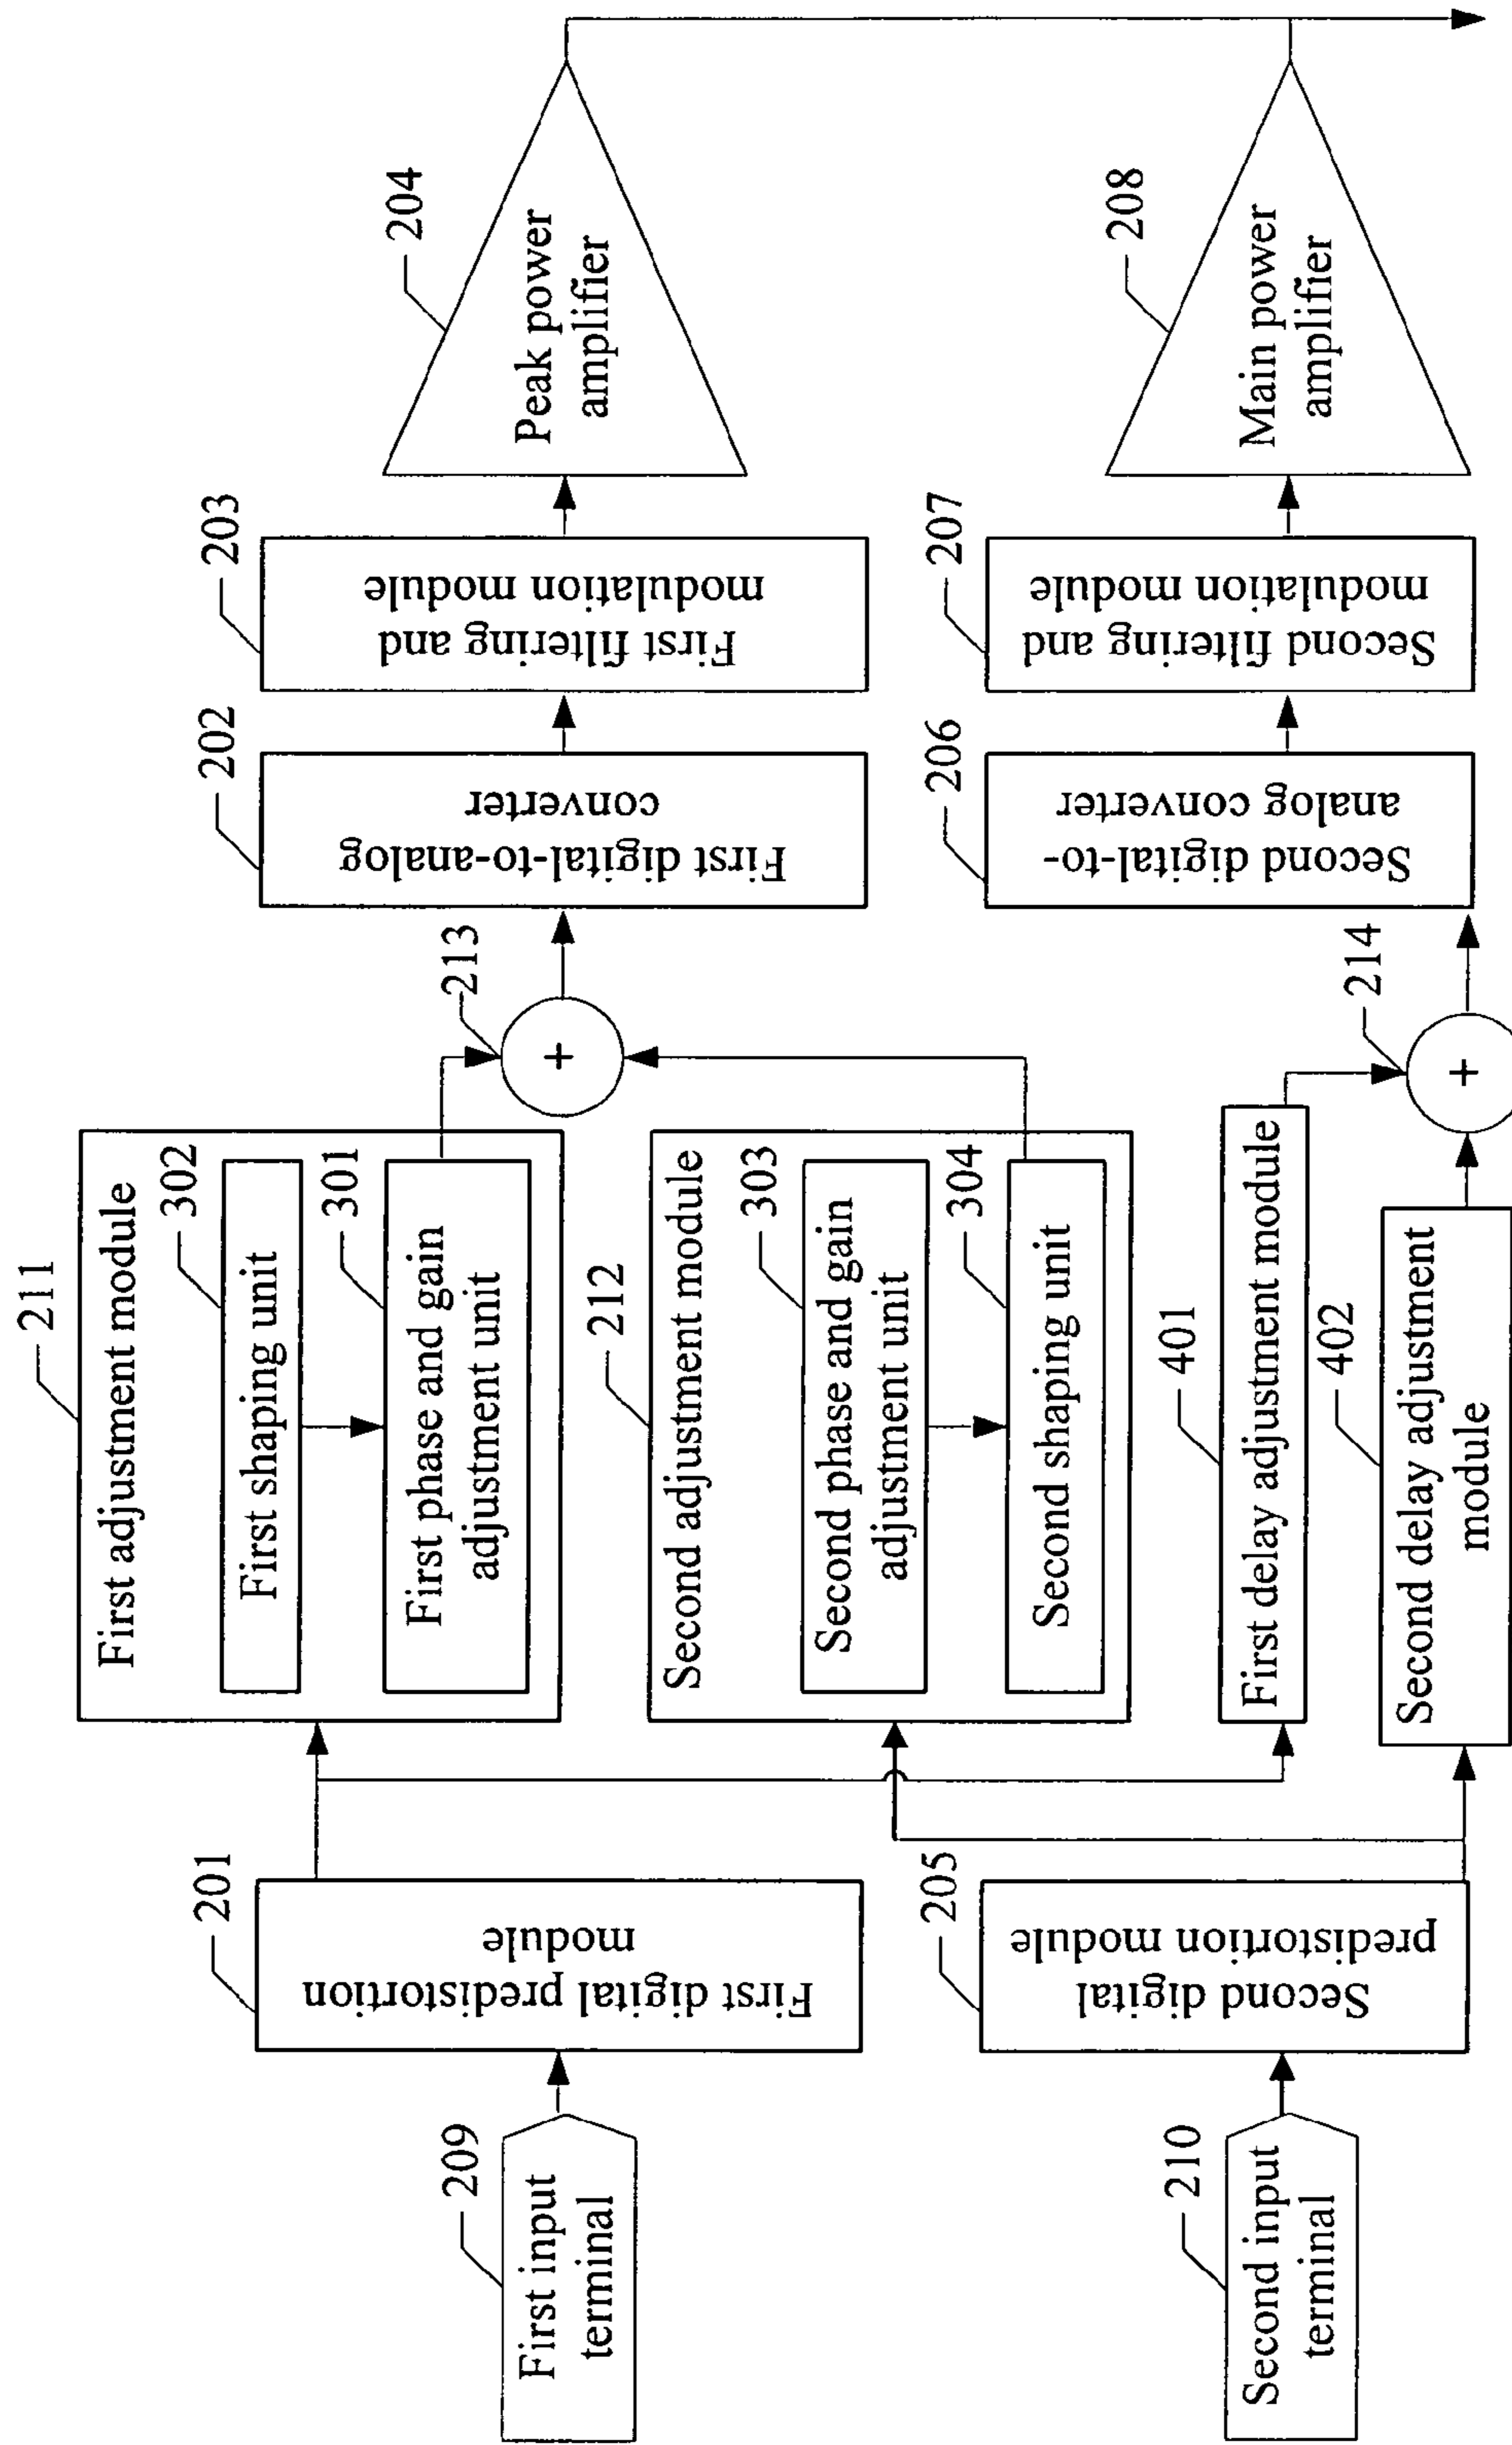 209
First input
terminal
201
First digital predistortion
module
211
First adjustment module
302
First shaping unit
301
First phase and gain
adjustment unit
213
+
202
First digital-to-analog
converter
203
First filtering and
modulation module
204
Peak power
amplifier
212
Second adjustment module
303
Second phase and gain
adjustment unit
304
Second shaping unit
210
Second input
terminal
205
Second digital
predistortion module
401
First delay adjustment module
402
Second delay adjustment
module
214
+
206
Second digital-to-
analog converter
207
Second filtering and
modulation module
208
Main power
amplifier